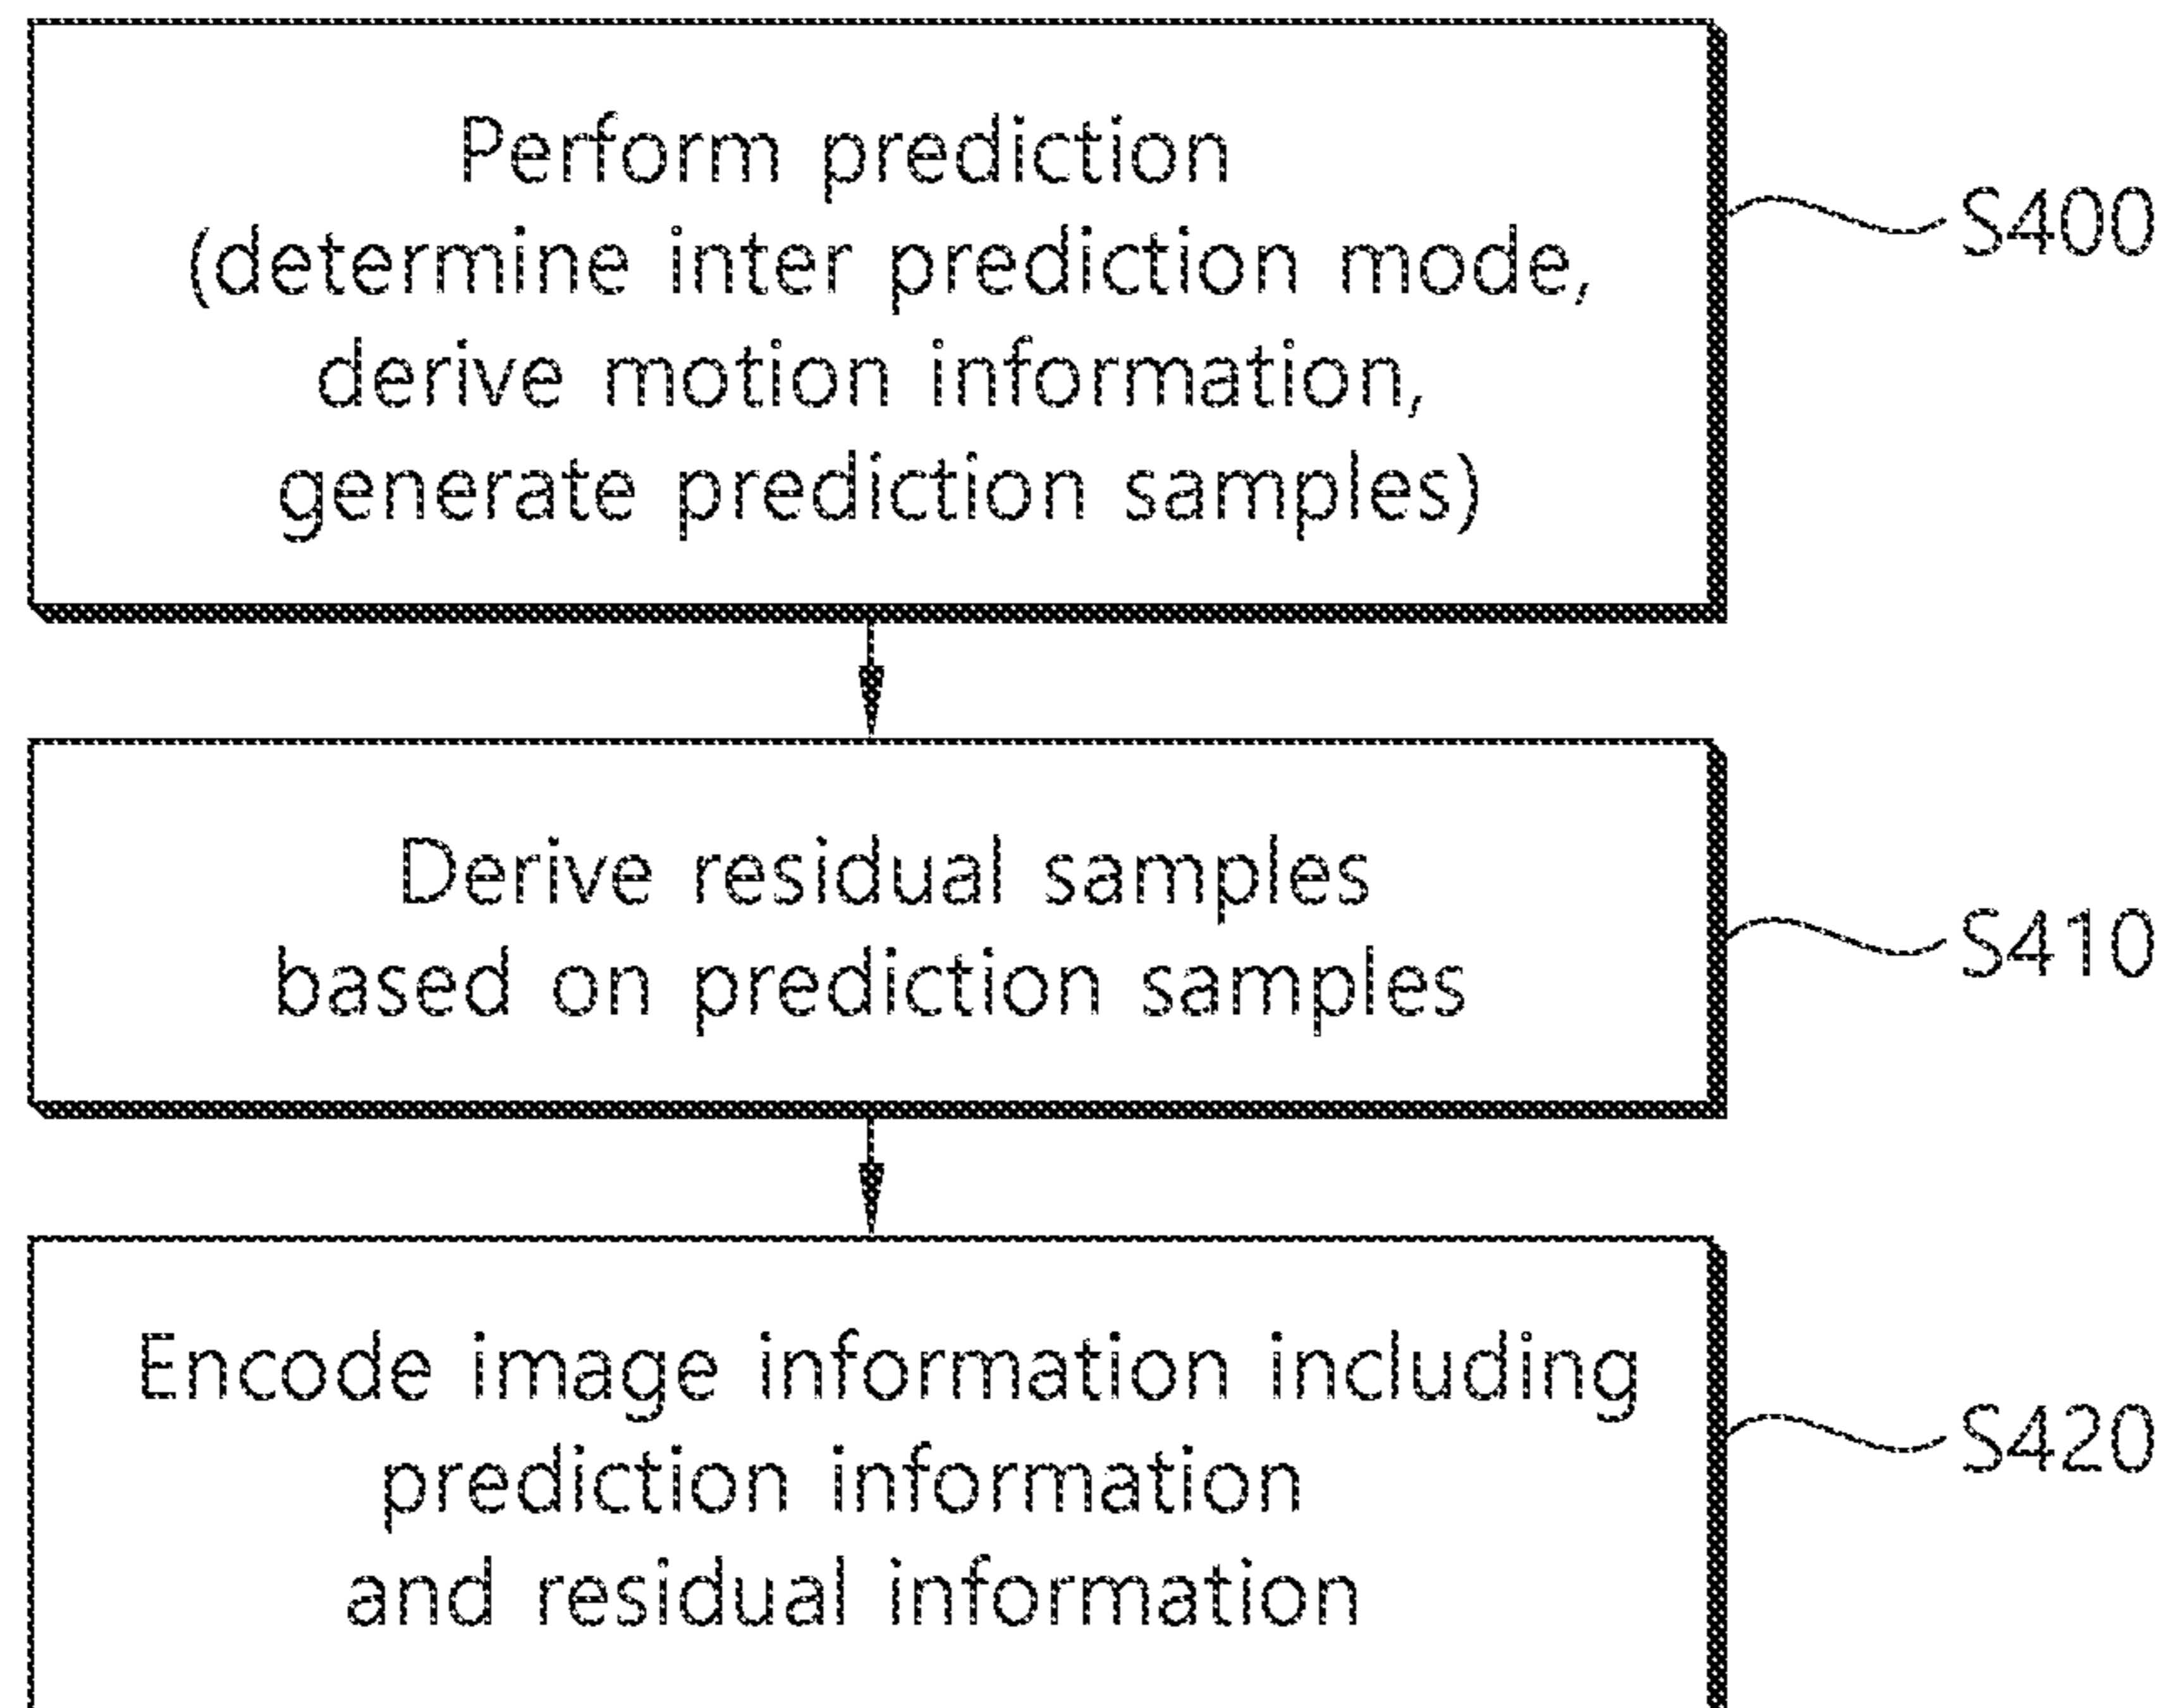 Perform prediction
(determine inter prediction mode,
derive motion information,
generate prediction samples)
S400
Derive residual samples
based on prediction samples
S410
Encode image information including
prediction information
and residual information
S420